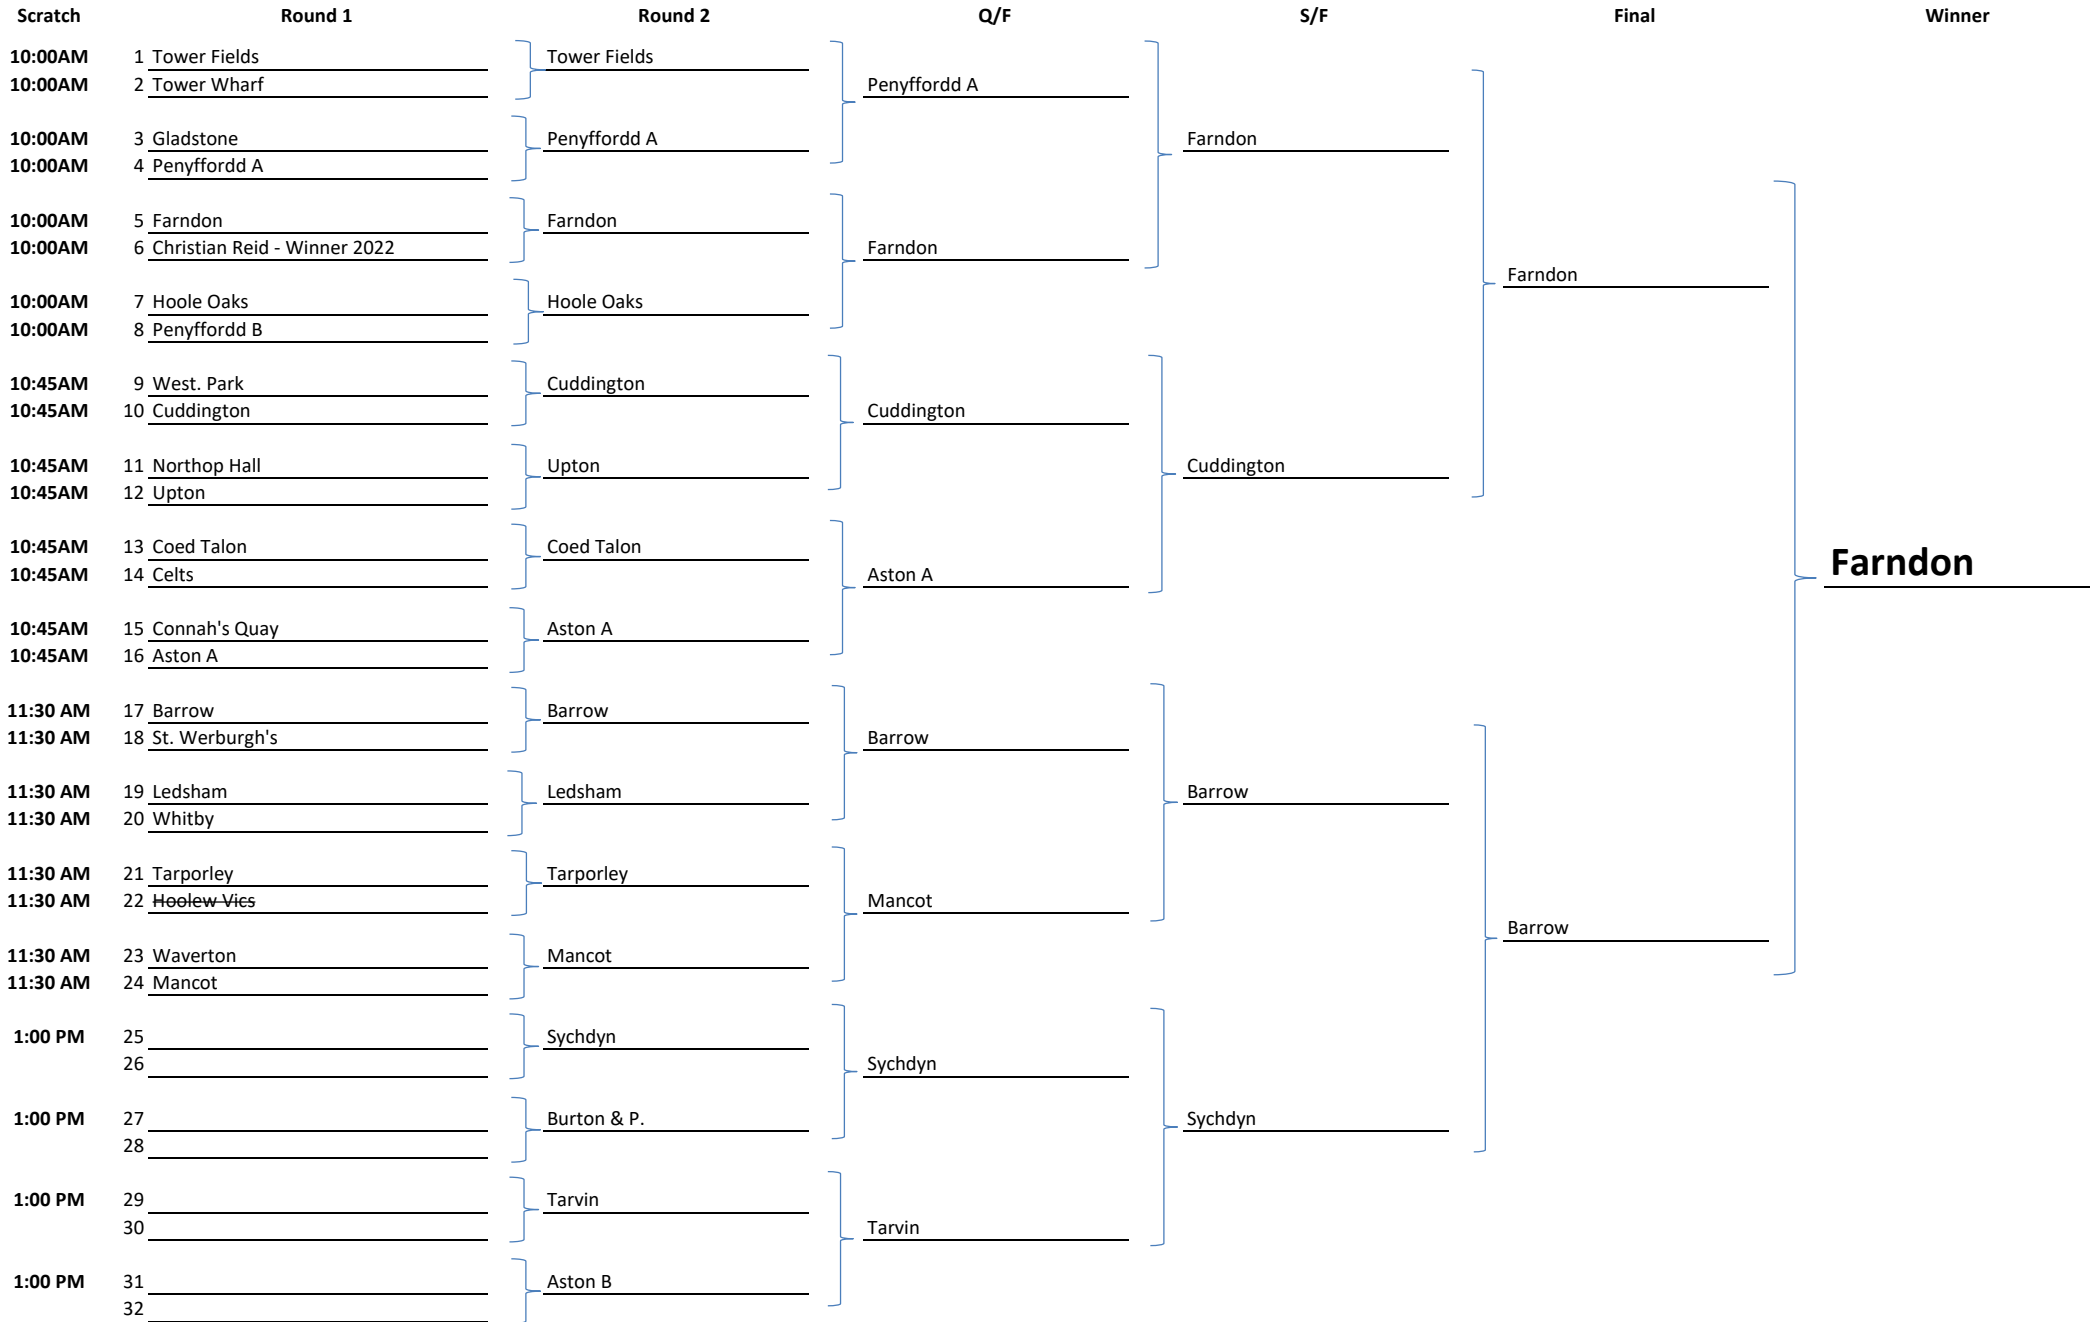 Scratch Round 1 Round 2 Q/F S/F Final Winner
10:00AM 1 Tower Fields Tower Fields
10:00AM 2 Tower Wharf Penyffordd A
10:00AM 3 Gladstone Penyffordd A Farndon
10:00AM 4 Penyffordd A
10:00AM 5 Farndon Farndon
10:00AM 6 Christian Reid - Winner 2022 Farndon
Farndon
10:00AM 7 Hoole Oaks Hoole Oaks
10:00AM 8 Penyffordd B
10:45AM 9 West. Park Cuddington
10:45AM 10 Cuddington Cuddington
10:45AM 11 Northop Hall Upton Cuddington
10:45AM 12 Upton
10:45AM 13 Coed Talon Coed Talon
Farndon
10:45AM 14 Celts Aston A
10:45AM 15 Connah's Quay Aston A
10:45AM 16 Aston A
11:30 AM 17 Barrow Barrow
11:30 AM 18 St. Werburgh's Barrow
11:30 AM 19 Ledsham Ledsham Barrow
11:30 AM 20 Whitby
11:30 AM 21 Tarporley Tarporley
11:30 AM 22 Hoolew Vics Mancot
Barrow
11:30 AM 23 Waverton Mancot
11:30 AM 24 Mancot
1:00 PM 25 Sychdyn
26 Sychdyn
1:00 PM 27 Burton & P. Sychdyn
28
1:00 PM 29 Tarvin
30 Tarvin
1:00 PM 31 Aston B
32